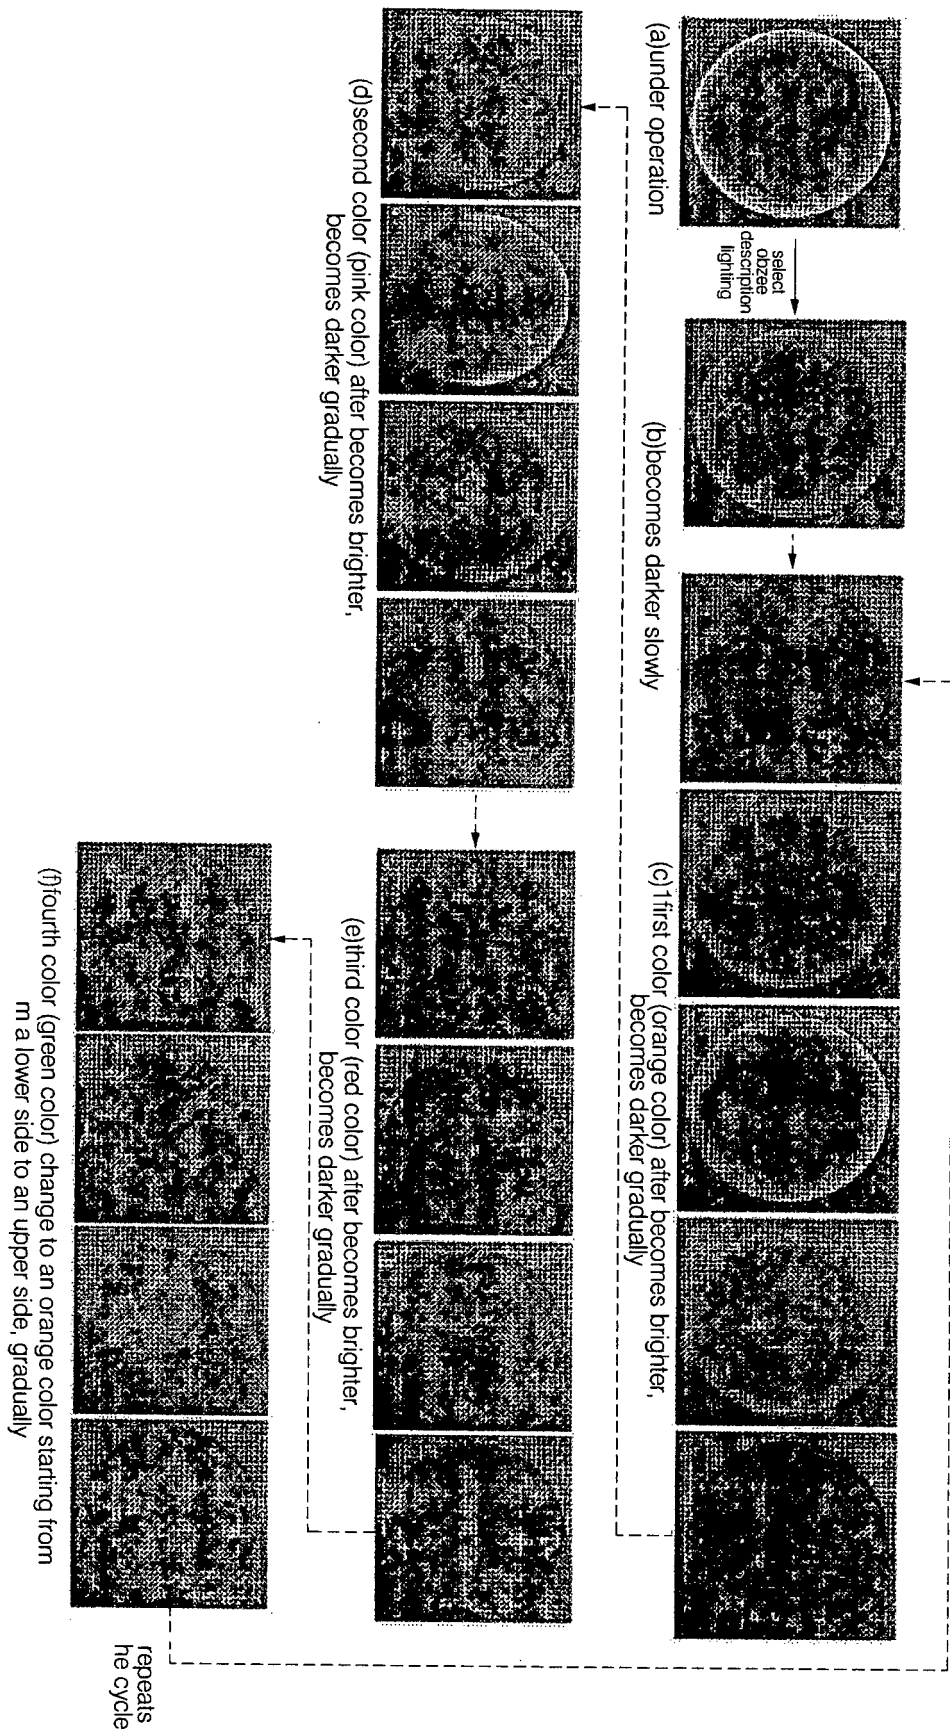 (a)under operation
select
obzee
description
lighting
(b)becomes darker slowly
(c)1first color (orange color) after becomes brighter,
becomes darker gradually
(d)second color (pink color) after becomes brighter,
becomes darker gradually
(e)third color (red color) after becomes brighter,
becomes darker gradually
(f)fourth color (green color) change to an orange color starting from
m a lower side to an upper side, gradually
repeats
he cycle